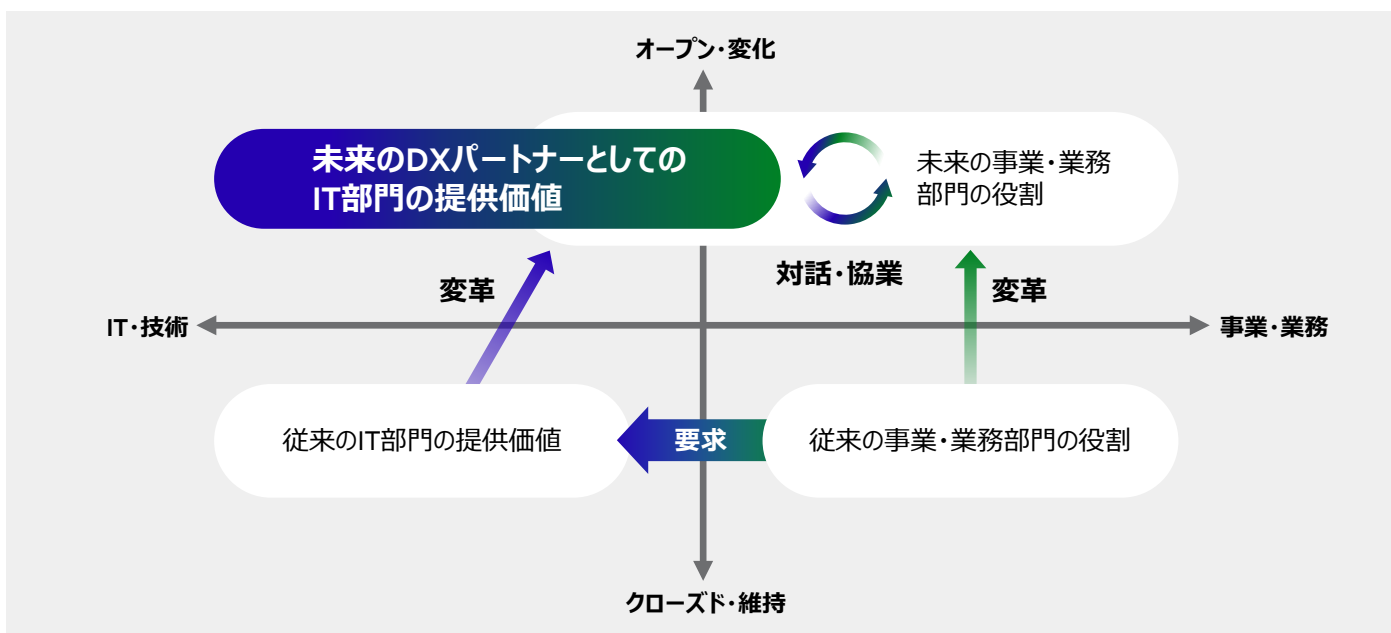 オープン・変化
未来のDXパートナーとしての
IT部門の提供価値
未来の事業・業務
部門の役割
対話・協業
変革
変革
IT・技術
事業・業務
従来のIT部門の提供価値
要求
従来の事業・業務部門の役割
クローズド・維持